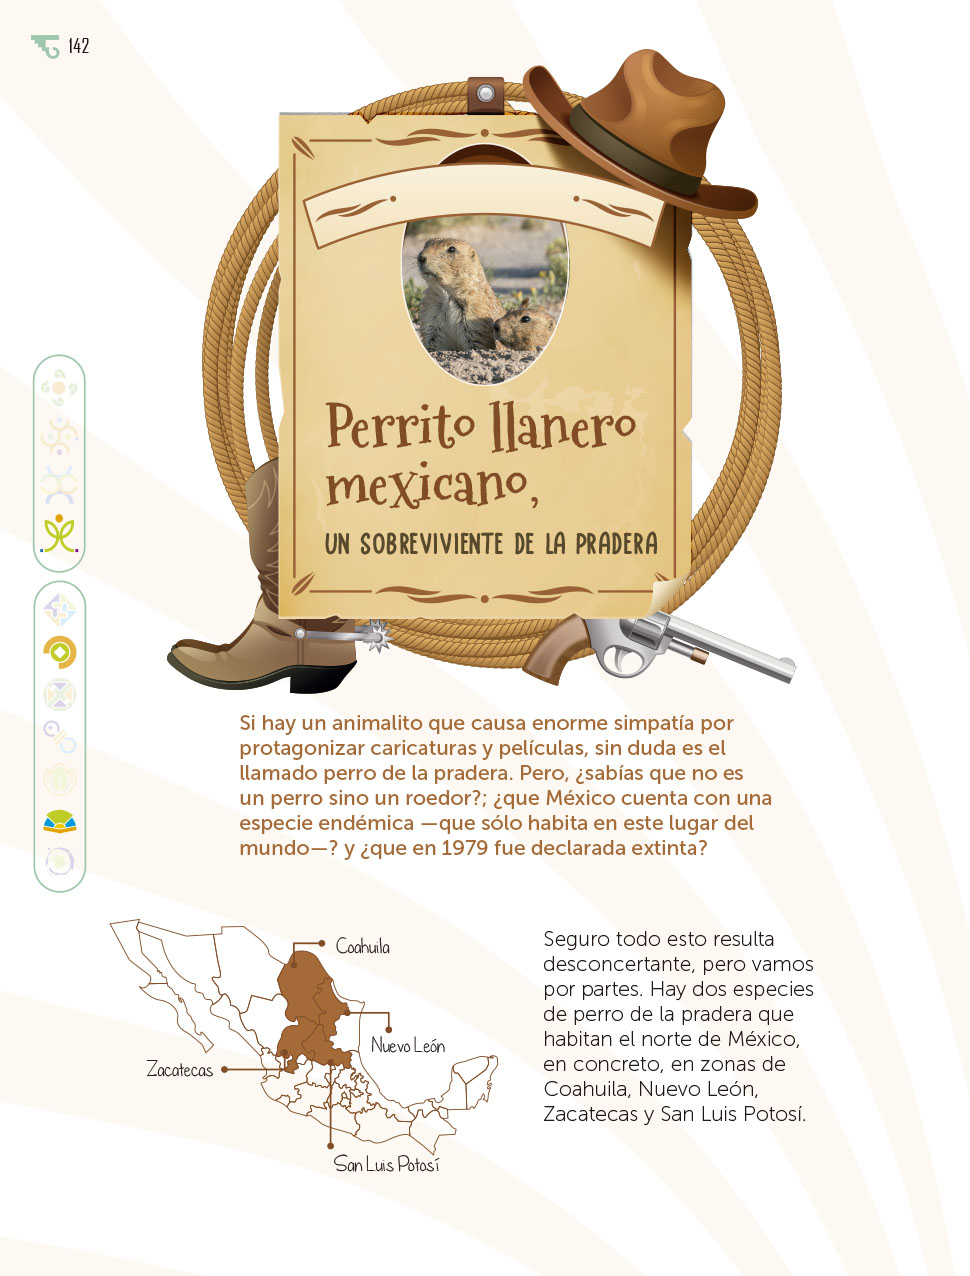 142
Perrito llanero
mexicano,
UN SOBREVIVIENTE DE LA PRADERA
Si hay un animalito que causa enorme simpatía por
protagonizar caricaturas y películas, sin duda es el
llamado perro de la pradera. Pero, ¿sabías que no es
un perro sino un roedor?; ¿que México cuenta con una
especie endémica —que sólo habita en este lugar del
mundo—? y ¿que en 1979 fue declarada extinta?
Coahuila
Nuevo León
Zacatecas
San Luis Potosí
Seguro todo esto resulta
desconcertante, pero vamos
por partes. Hay dos especies
de perro de la pradera que
habitan el norte de México,
en concreto, en zonas de
Coahuila, Nuevo León,
Zacatecas y San Luis Potosí.